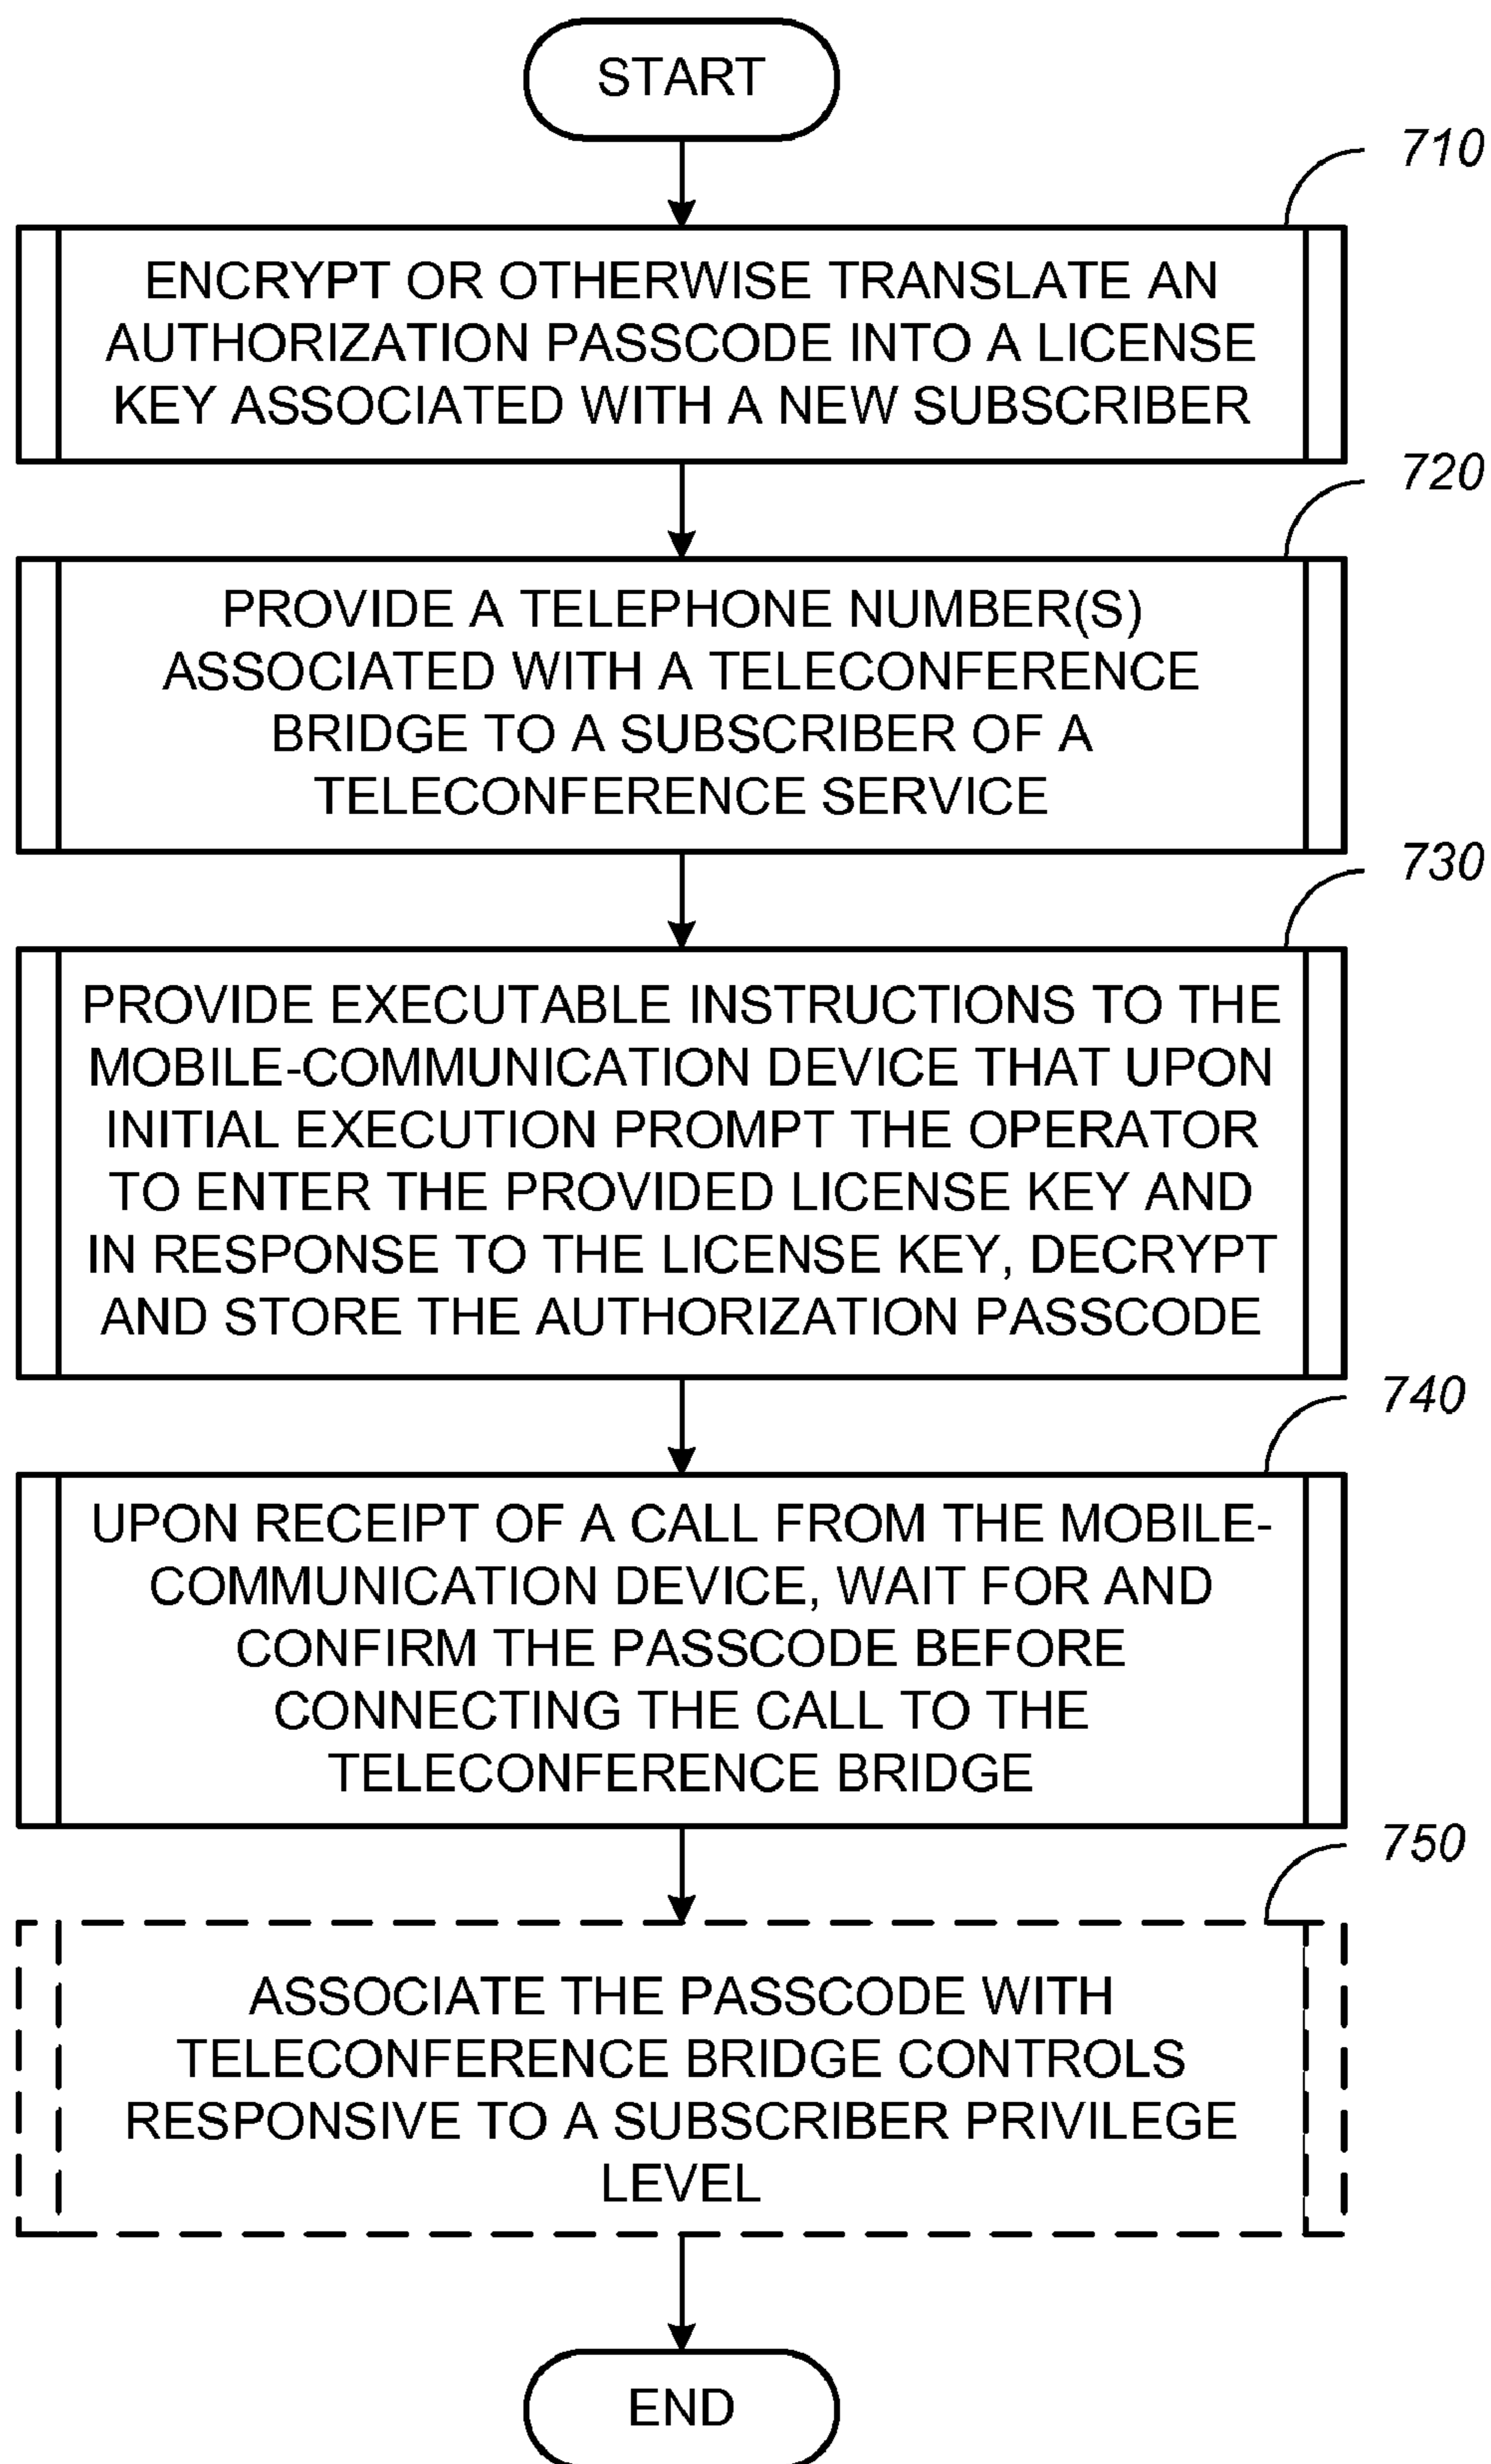 START
710
ENCRYPT OR OTHERWISE TRANSLATE AN
AUTHORIZATION PASSCODE INTO A LICENSE
KEY ASSOCIATED WITH A NEW SUBSCRIBER
720
PROVIDE A TELEPHONE NUMBER(S)
ASSOCIATED WITH A TELECONFERENCE
BRIDGE TO A SUBSCRIBER OF A
TELECONFERENCE SERVICE
730
PROVIDE EXECUTABLE INSTRUCTIONS TO THE
MOBILE-COMMUNICATION DEVICE THAT UPON
INITIAL EXECUTION PROMPT THE OPERATOR
TO ENTER THE PROVIDED LICENSE KEY AND
IN RESPONSE TO THE LICENSE KEY, DECRYPT
AND STORE THE AUTHORIZATION PASSCODE
740
UPON RECEIPT OF A CALL FROM THE MOBILE-
COMMUNICATION DEVICE, WAIT FOR AND
CONFIRM THE PASSCODE BEFORE
CONNECTING THE CALL TO THE
TELECONFERENCE BRIDGE
750
ASSOCIATE THE PASSCODE WITH
TELECONFERENCE BRIDGE CONTROLS
RESPONSIVE TO A SUBSCRIBER PRIVILEGE
LEVEL
END